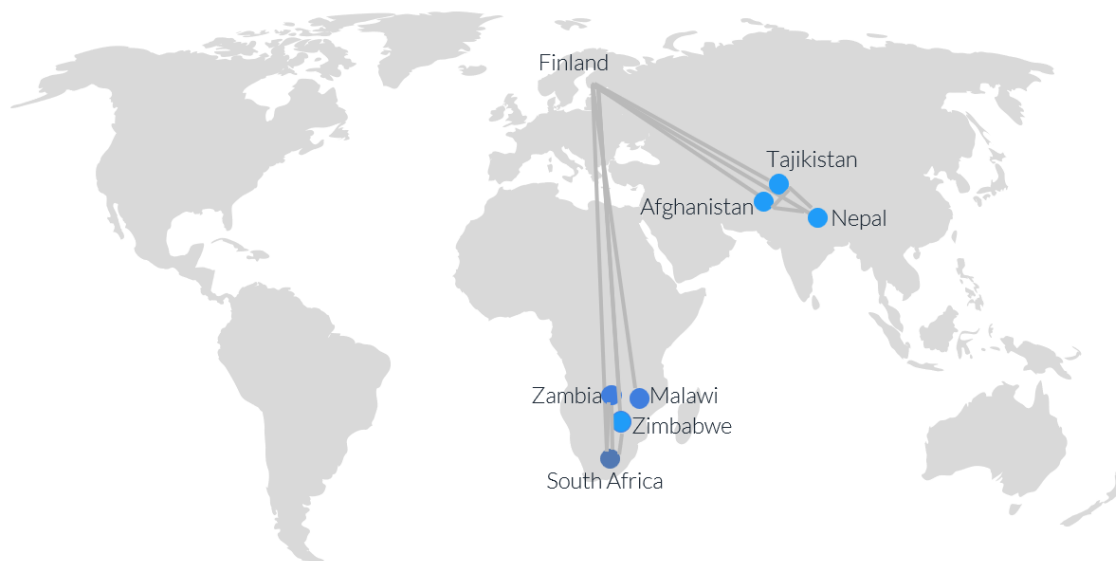 Finland
Tajikistan
Afghanistan
Nepal
Zambia
Malawi
Zimbabwe
South Africa